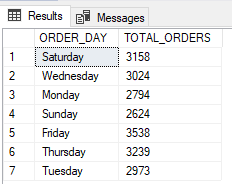 Results Messages
ORDER_DAY TOTAL_ORDERS
1 Saturday 3158
2 Wednesday 3024
3 Monday 2794
4 Sunday 2624
5 Friday 3538
6 Thursday 3239
7 Tuesday 2973